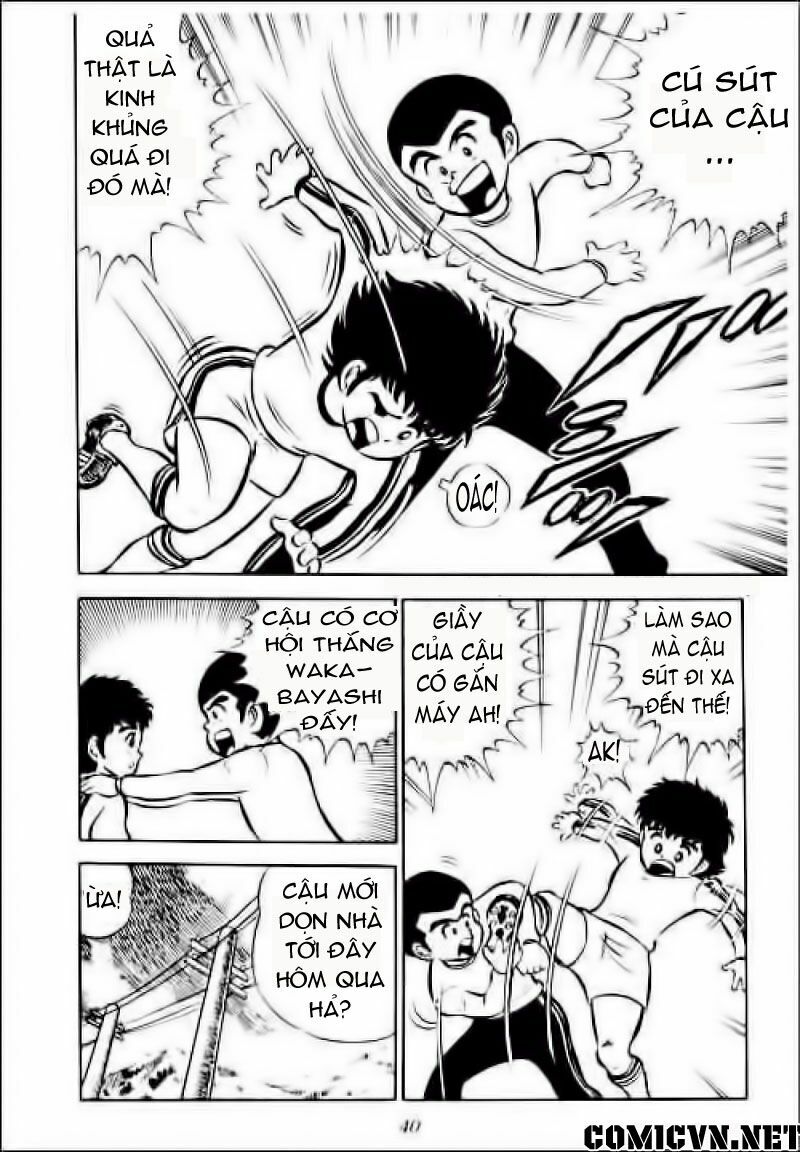 CÚ SÚT
CỦA CẬU
...
QUẢ
THẬT LÀ
KINH
KHỦNG
QUÁ ĐI
ĐÓ MÀ!
OÁC!
LÀM SAO
MÀ CẬU
SÚT ĐI XA
ĐẾN THẾ!
GIẦY
CỦA CẬU
CÓ GẮN
MÁY AH!
AK!
CẬU CÓ CƠ
HỘI THẮNG
WAKA-
BAYASHI
ĐẤY!
CẬU MỚI
DỌN NHÀ
TỚI ĐÂY
HÔM QUA
HẢ?
ỪA!
40
COMICVN.NET